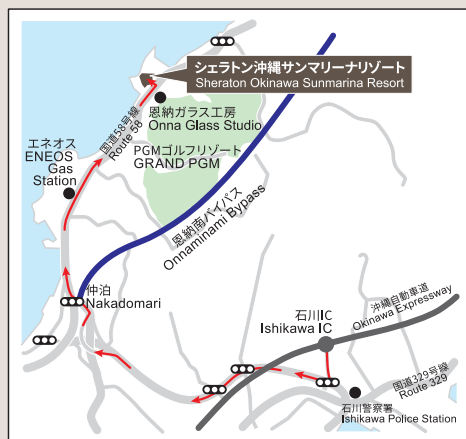 シェラトン沖縄サンマリーナリゾート
Sheraton Okinawa Sunmarina Resort
恩納ガラス工房
Onna Glass Studio
国道58号線
Route 58
PGMゴルフリゾート
GRAND PGM
エネオス
ENEOS
Gas
Station
恩納南バイパス
Onnaminami Bypass
仲泊
Nakadomari
石川IC
Ishikawa IC
沖縄自動車道
Okinawa Expressway
国道329号線
Route 329
石川警察署
Ishikawa Police Station